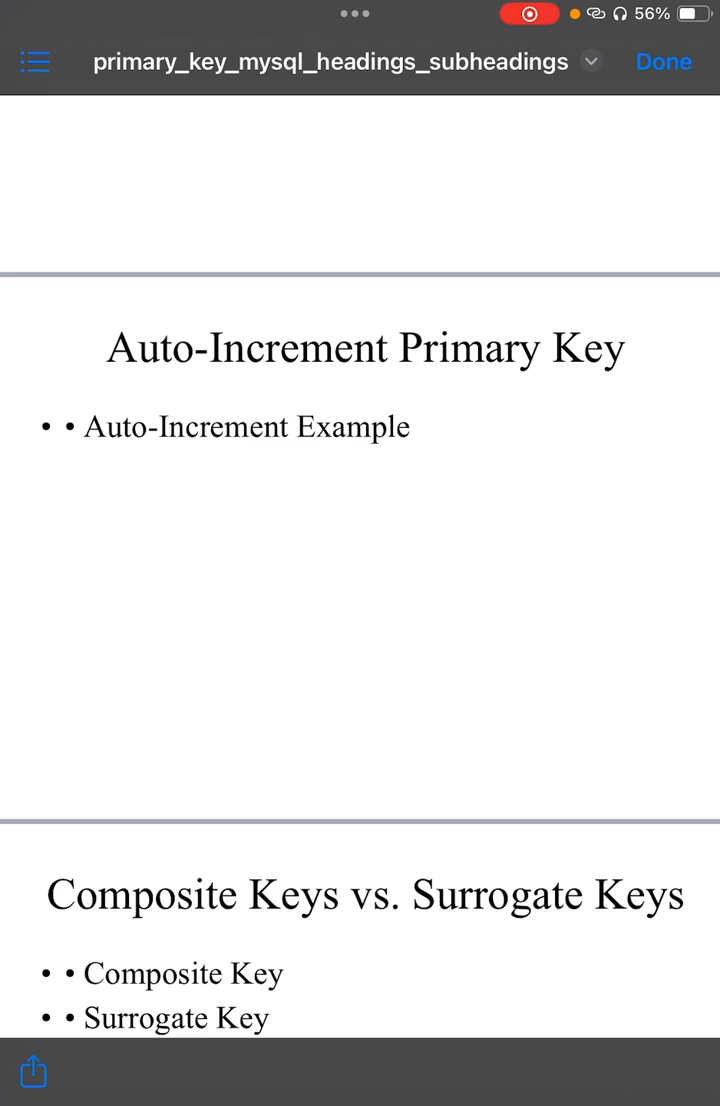 56%
primary_key_mysql_headings_subheadings
Done
Auto-Increment Primary Key
• • Auto-Increment Example
Composite Keys vs. Surrogate Keys
• • Composite Key
• • Surrogate Key